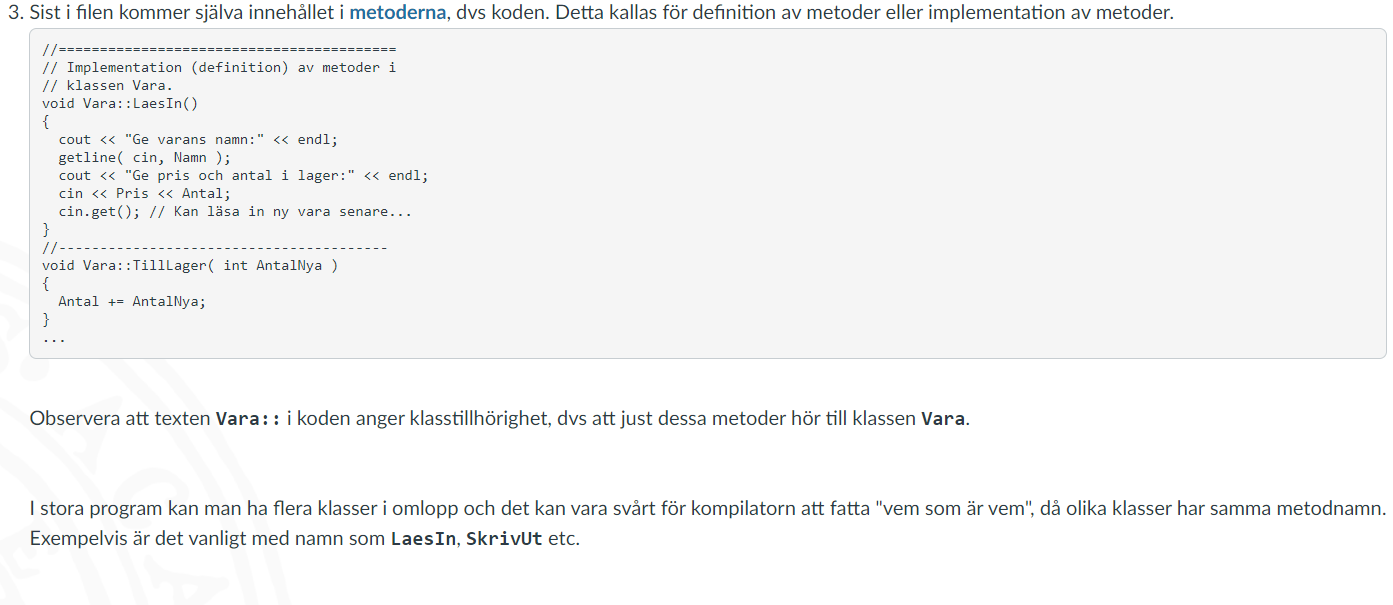 3. Sist i filen kommer själva innehållet i metoderna, dvs koden. Detta kallas för definition av metoder eller implementation av metoder.
//=========================================
// Implementation (definition) av metoder i
// klassen Vara.
void Vara::LaesIn()
{
  cout << "Ge varans namn:" << endl;
  getline( cin, Namn );
  cout << "Ge pris och antal i lager:" << endl;
  cin << Pris << Antal;
  cin.get(); // Kan läsa in ny vara senare...
}
//----------------------------------------
void Vara::TillLager( int AntalNya )
{
  Antal += AntalNya;
}
...
Observera att texten Vara:: i koden anger klasstillhörighet, dvs att just dessa metoder hör till klassen Vara.
I stora program kan man ha flera klasser i omlopp och det kan vara svårt för kompilatorn att fatta "vem som är vem", då olika klasser har samma metodnamn.
Exempelvis är det vanligt med namn som LaesIn, SkrivUt etc.